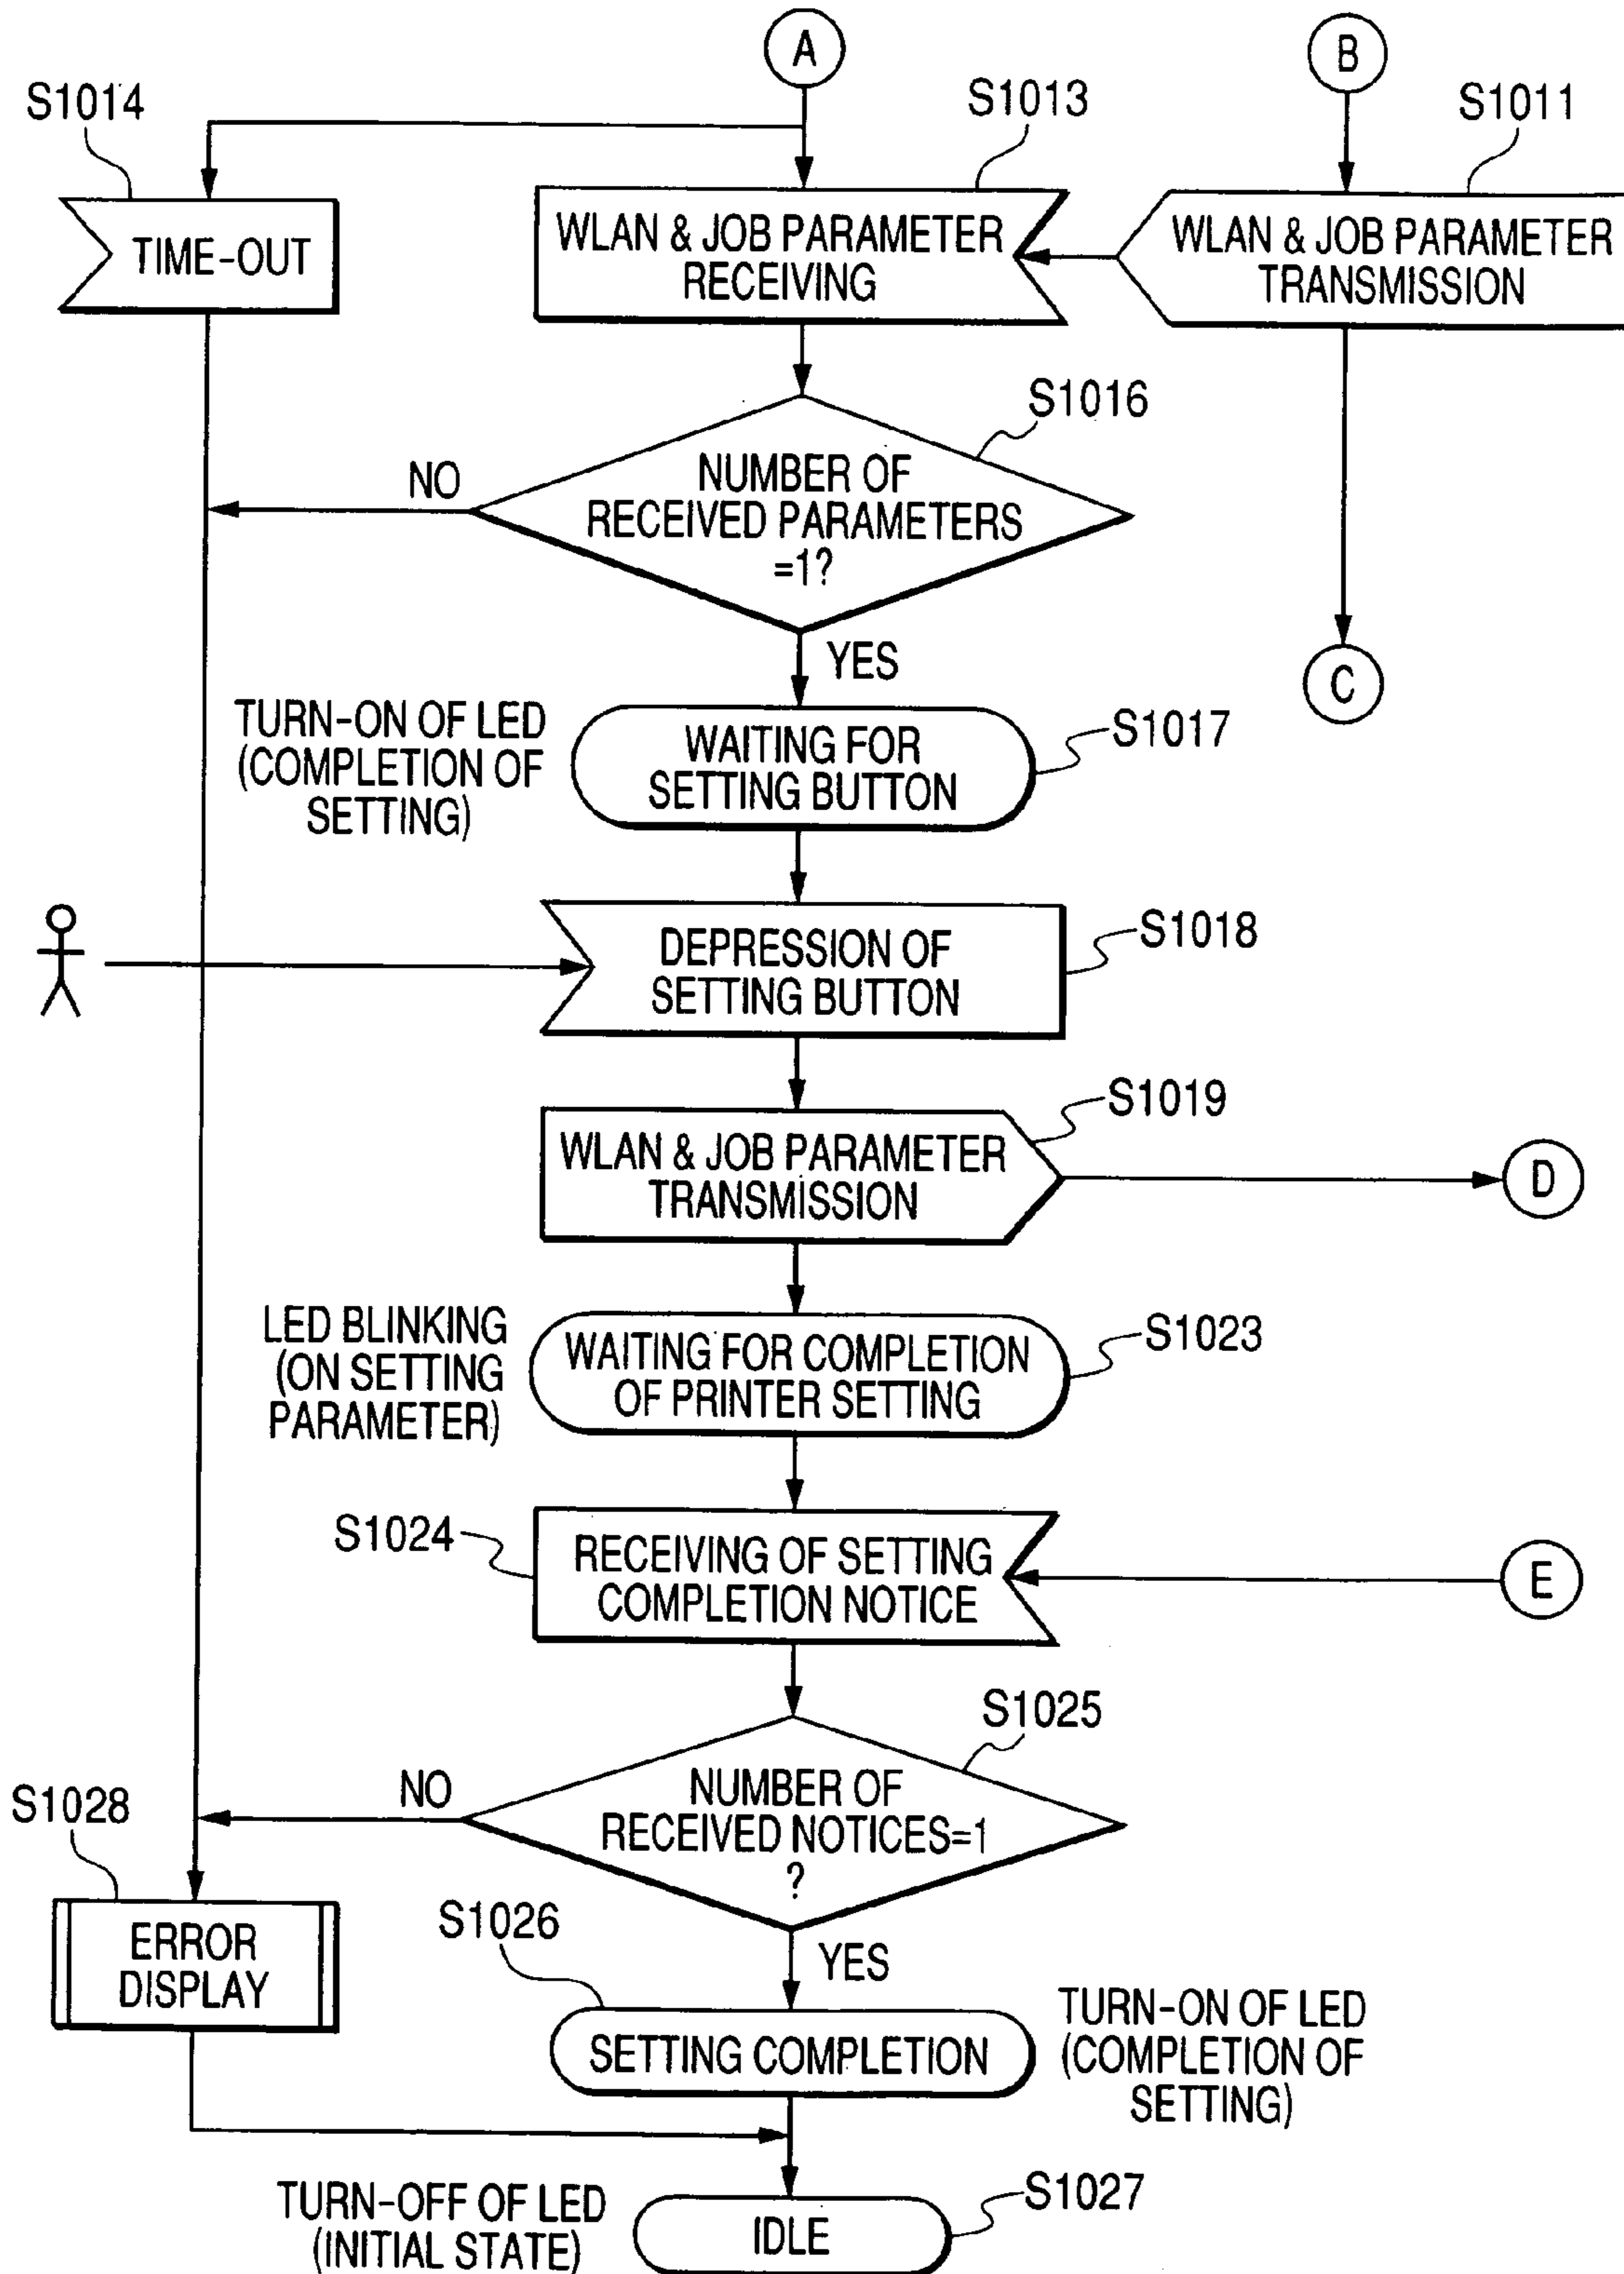 A
B
S1014
S1013
S1011
TIME-OUT
WLAN & JOB PARAMETER
RECEIVING
WLAN & JOB PARAMETER
TRANSMISSION
S1016
NO
NUMBER OF
RECEIVED PARAMETERS
=1?
YES
C
TURN-ON OF LED
(COMPLETION OF
SETTING)
WAITING FOR
SETTING BUTTON
S1017
DEPRESSION OF
SETTING BUTTON
S1018
S1019
WLAN & JOB PARAMETER
TRANSMISSION
D
LED BLINKING
(ON SETTING
PARAMETER)
WAITING FOR COMPLETION
OF PRINTER SETTING
S1023
S1024
RECEIVING OF SETTING
COMPLETION NOTICE
E
S1025
NO
NUMBER OF
RECEIVED NOTICES=1
?
S1028
ERROR
DISPLAY
S1026
YES
SETTING COMPLETION
TURN-ON OF LED
(COMPLETION OF
SETTING)
TURN-OFF OF LED
(INITIAL STATE)
IDLE
S1027